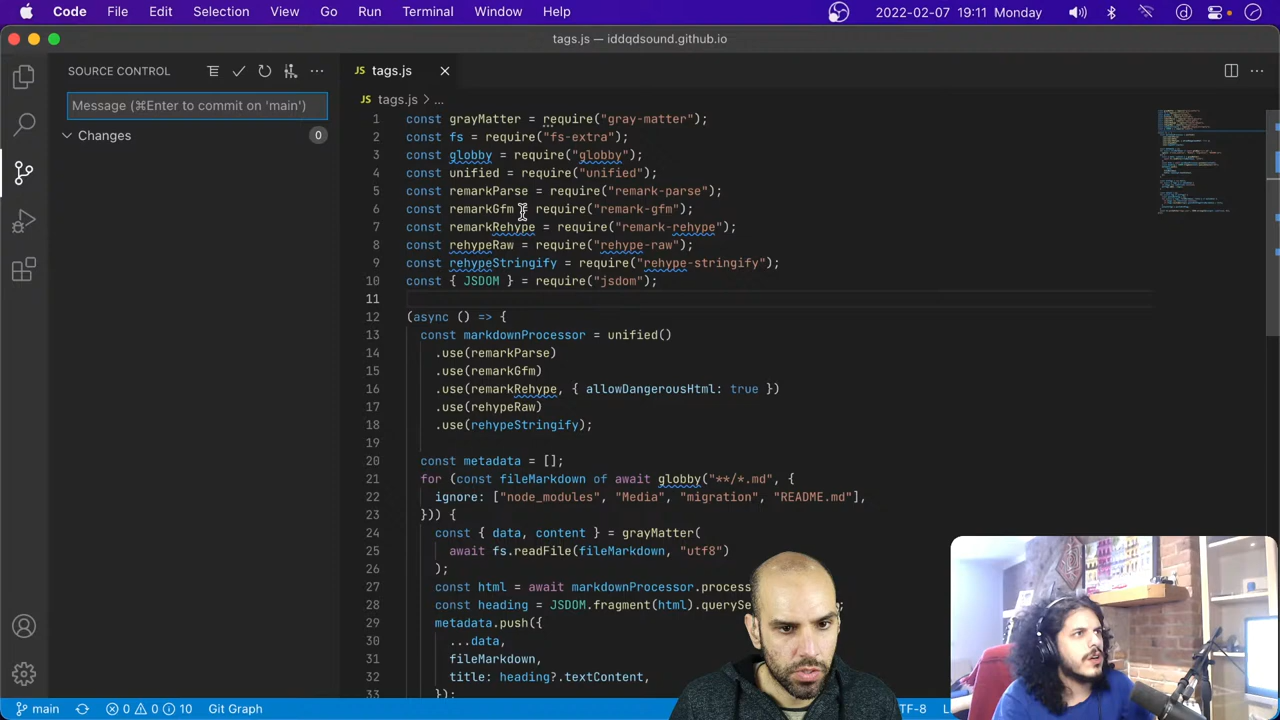 Code File Edit Selection View Go Run Terminal Window Help 2022-02-07 19:11 Monday
tags.js — iddqdsound.github.io
SOURCE CONTROL
Message (⌘Enter to commit on 'main')
Changes 0
JS tags.js
JS tags.js > ...
1 const grayMatter = require("gray-matter");
2 const fs = require("fs-extra");
3 const globby = require("globby");
4 const unified = require("unified");
5 const remarkParse = require("remark-parse");
6 const remarkGfm = require("remark-gfm");
7 const remarkRehype = require("remark-rehype");
8 const rehypeRaw = require("rehype-raw");
9 const rehypeStringify = require("rehype-stringify");
10 const { JSDOM } = require("jsdom");
11
12 (async () => {
13 const markdownProcessor = unified()
14 .use(remarkParse)
15 .use(remarkGfm)
16 .use(remarkRehype, { allowDangerousHtml: true })
17 .use(rehypeRaw)
18 .use(rehypeStringify);
19
20 const metadata = [];
21 for (const fileMarkdown of await globby("**/*.md", {
22 ignore: ["node_modules", "Media", "migration", "README.md"],
23 })) {
24 const { data, content } = grayMatter(
25 await fs.readFile(fileMarkdown, "utf8")
26 );
27 const html = await markdownProcessor.process
28 const heading = JSDOM.fragment(html).querySe ;
29 metadata.push({
30 ...data,
31 fileMarkdown,
32 title: heading?.textContent,
33 });
main 0 0 10 Git Graph TF-8